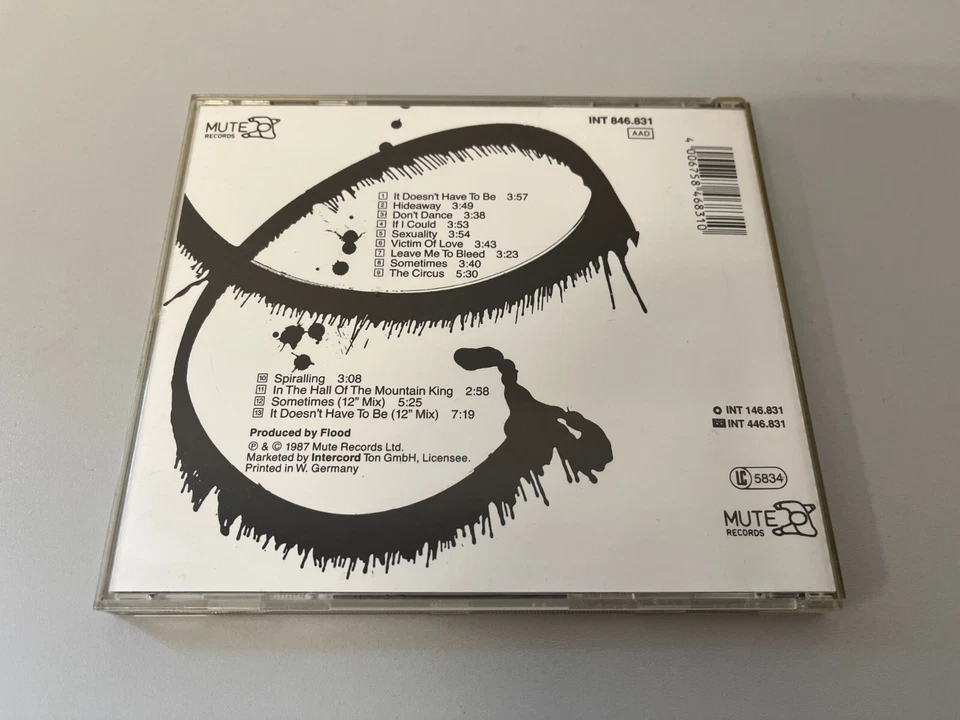 MUTE
RECORDS
INT 846.831
AAD
4 006758 468310
1 It Doesn't Have To Be 3:57
2 Hideaway 3:49
3 Don't Dance 3:38
4 If I Could 3:53
5 Sexuality 3:54
6 Victim Of Love 3:43
7 Leave Me To Bleed 3:23
8 Sometimes 3:40
9 The Circus 5:30
10 Spiralling 3:08
11 In The Hall Of The Mountain King 2:58
12 Sometimes (12" Mix) 5:25
13 It Doesn't Have To Be (12" Mix) 7:19
Produced by Flood
℗ & © 1987 Mute Records Ltd.
Marketed by Intercord Ton GmbH, Licensee.
Printed in W. Germany
INT 146.831
INT 446.831
LC 5834
MUTE
RECORDS